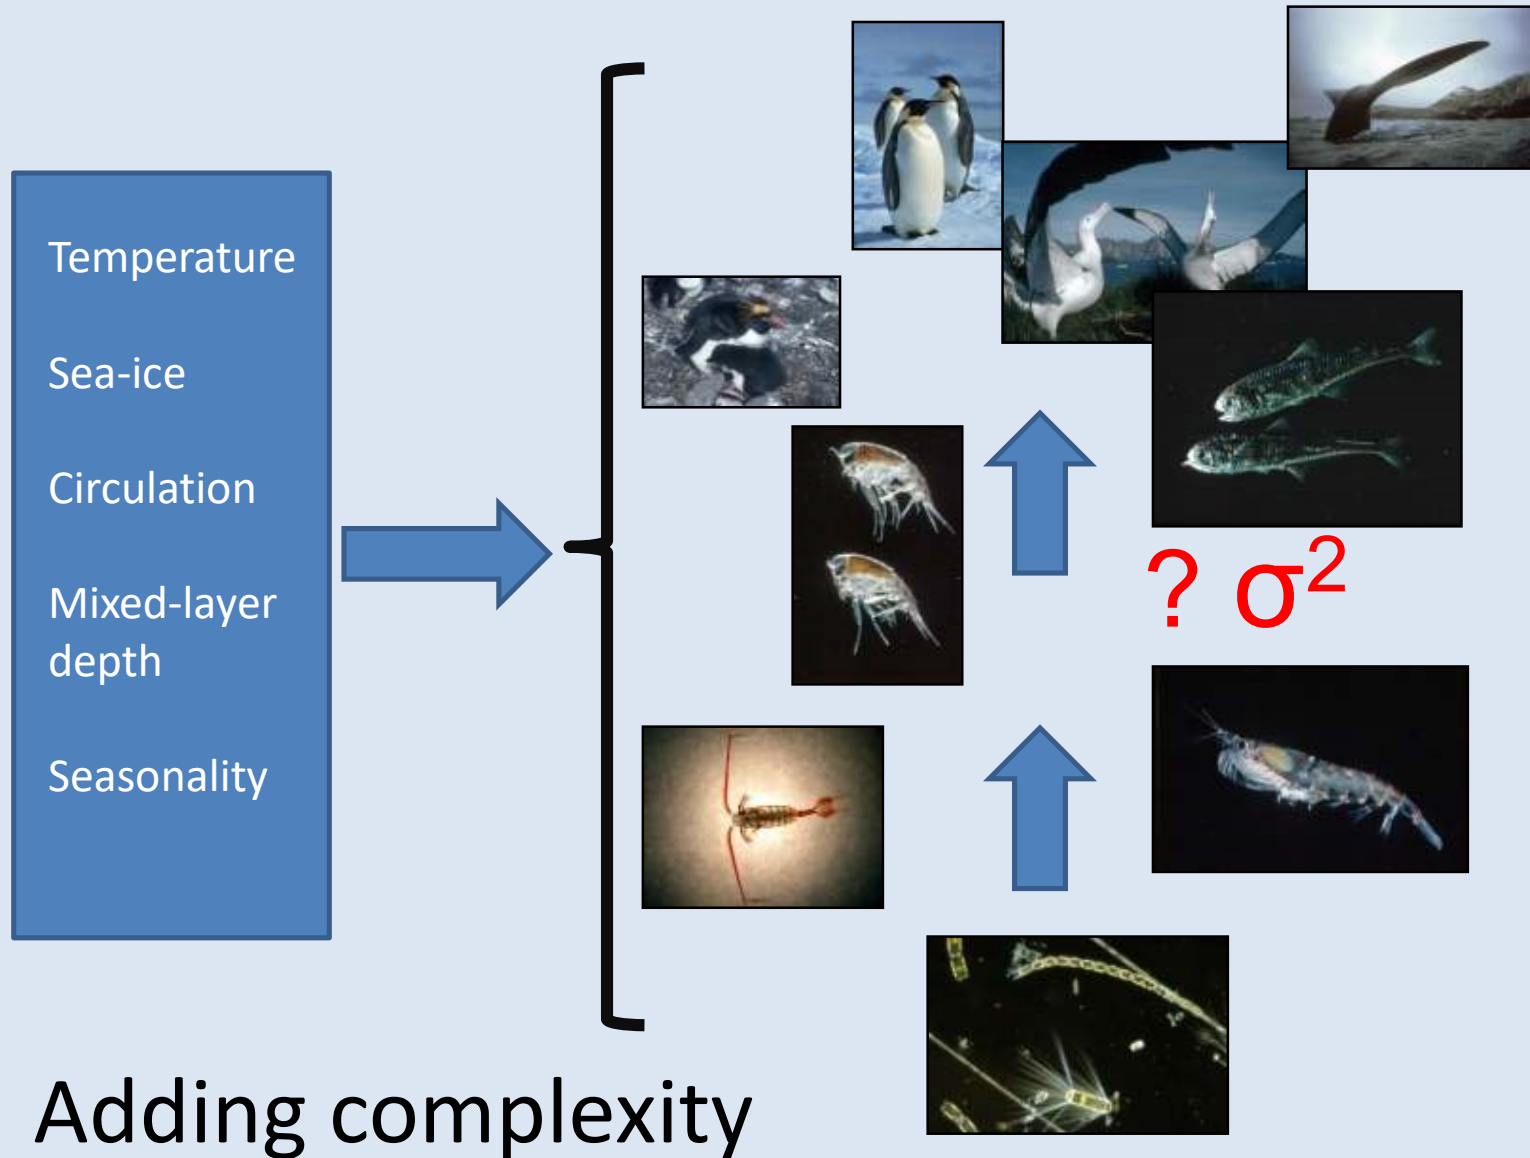 Temperature
Sea-ice
Circulation
Mixed-layer
depth
Seasonality
? σ²
Adding complexity